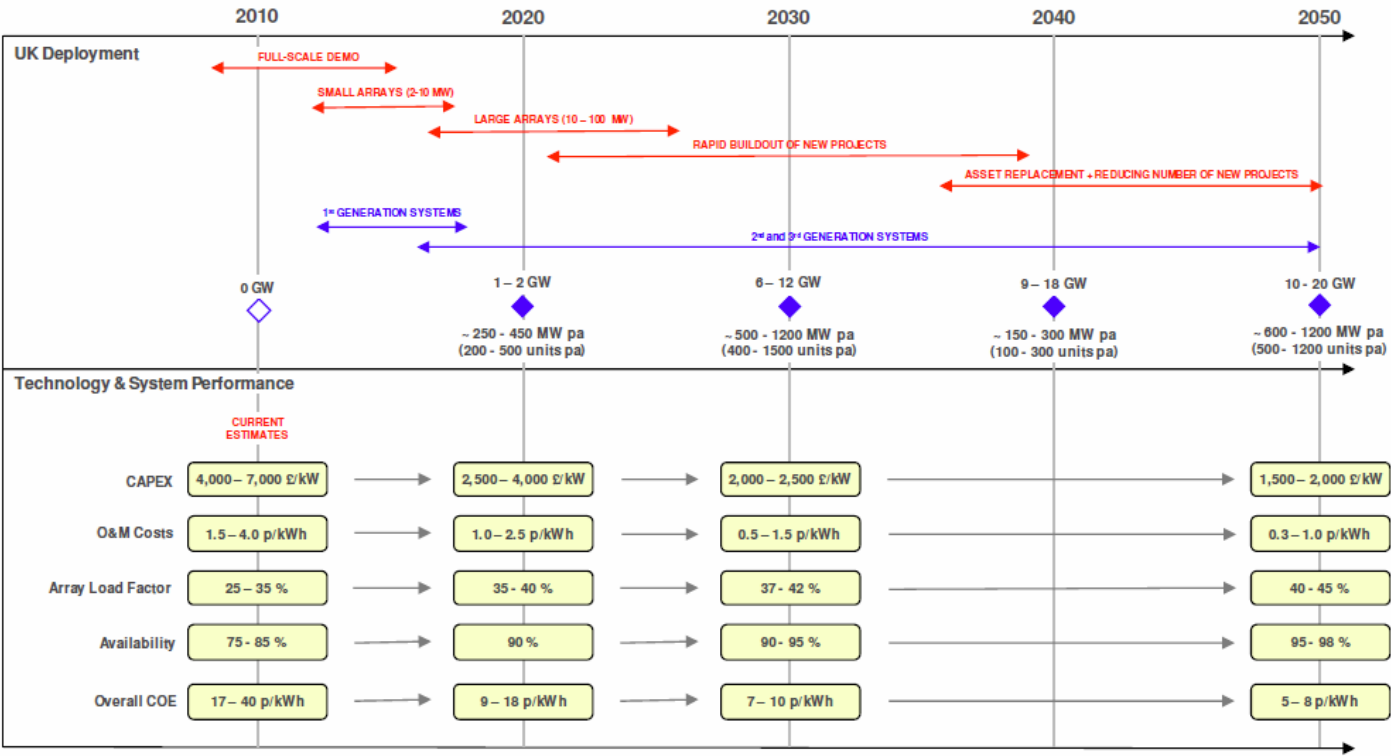 2010 2020 2030 2040 2050
UK Deployment
FULL-SCALE DEMO
SMALL ARRAYS (2-10 MW)
LARGE ARRAYS (10 – 100 MW)
RAPID BUILDOUT OF NEW PROJECTS
ASSET REPLACEMENT + REDUCING NUMBER OF NEW PROJECTS
1st GENERATION SYSTEMS
2nd and 3rd GENERATION SYSTEMS
0 GW 1 – 2 GW 6 – 12 GW 9 – 18 GW 10 - 20 GW
~ 250 - 450 MW pa ~ 500 - 1200 MW pa ~ 150 - 300 MW pa ~ 600 - 1200 MW pa
(200 - 500 units pa) (400 - 1500 units pa) (100 - 300 units pa) (500 - 1200 units pa)
Technology & System Performance
CURRENT
ESTIMATES
CAPEX 4,000 – 7,000 £/kW 2,500 – 4,000 £/kW 2,000 – 2,500 £/kW 1,500 – 2,000 £/kW
O&M Costs 1.5 – 4.0 p/kWh 1.0 – 2.5 p/kWh 0.5 – 1.5 p/kWh 0.3 – 1.0 p/kWh
Array Load Factor 25 – 35 % 35 - 40 % 37 - 42 % 40 - 45 %
Availability 75 - 85 % 90 % 90 - 95 % 95 - 98 %
Overall COE 17 – 40 p/kWh 9 – 18 p/kWh 7 – 10 p/kWh 5 – 8 p/kWh